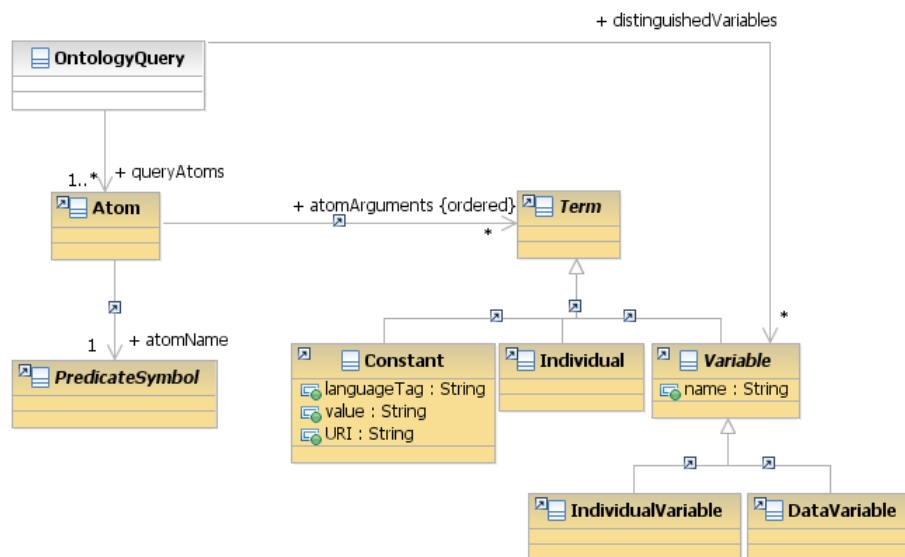 + distinguishedVariables
OntologyQuery
1..*
+ queryAtoms
Atom
+ atomArguments {ordered}
*
Term
1
+ atomName
*
PredicateSymbol
Constant
languageTag : String
value : String
URI : String
Individual
Variable
name : String
IndividualVariable
DataVariable